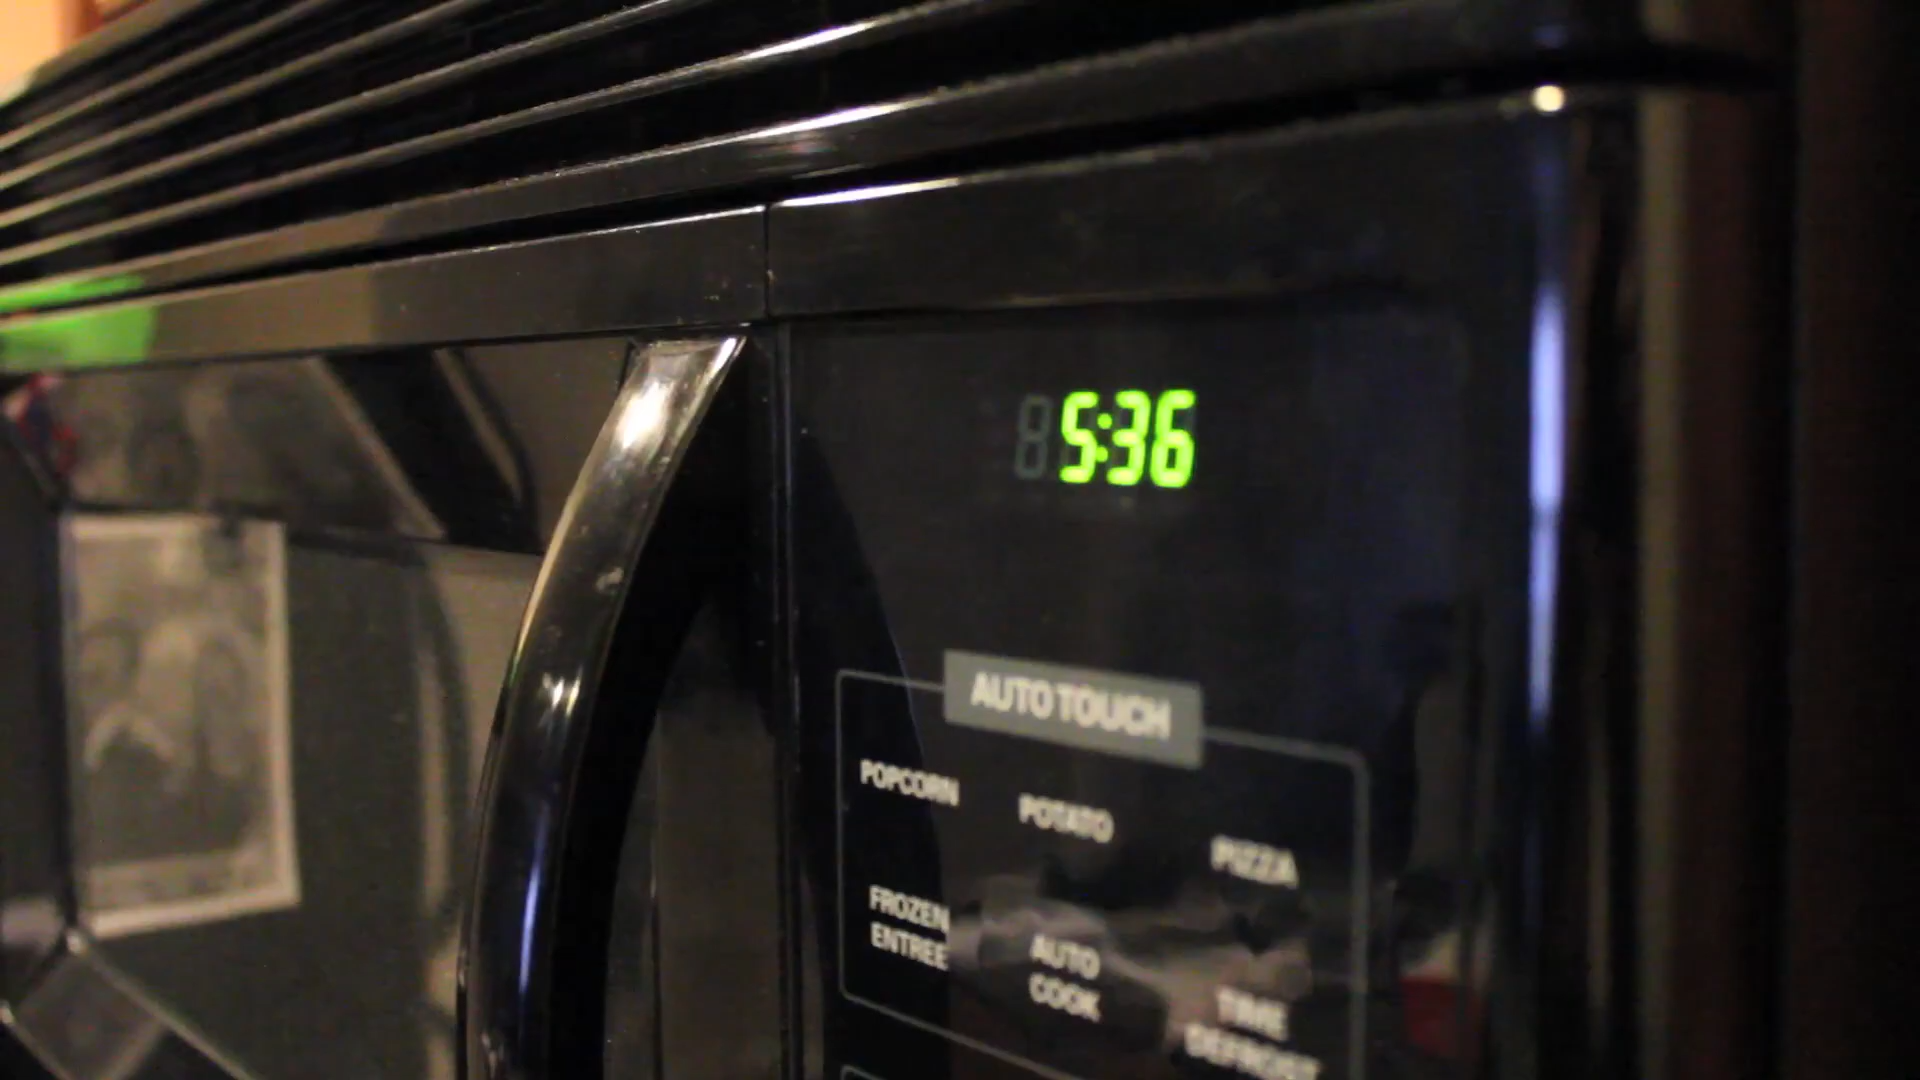 5:36
AUTO TOUCH
POPCORN
POTATO
PIZZA
FROZEN
ENTREE
AUTO
COOK
TIME
DEFROST